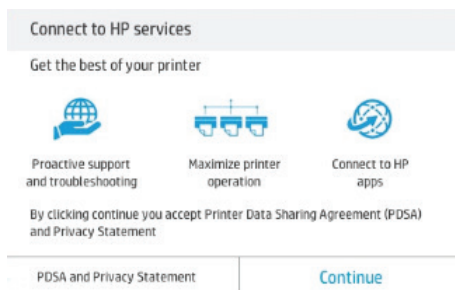 Connect to HP services
Get the best of your printer
Proactive support
and troubleshooting
Maximize printer
operation
Connect to HP
apps
By clicking continue you accept Printer Data Sharing Agreement (PDSA)
and Privacy Statement
PDSA and Privacy Statement
Continue